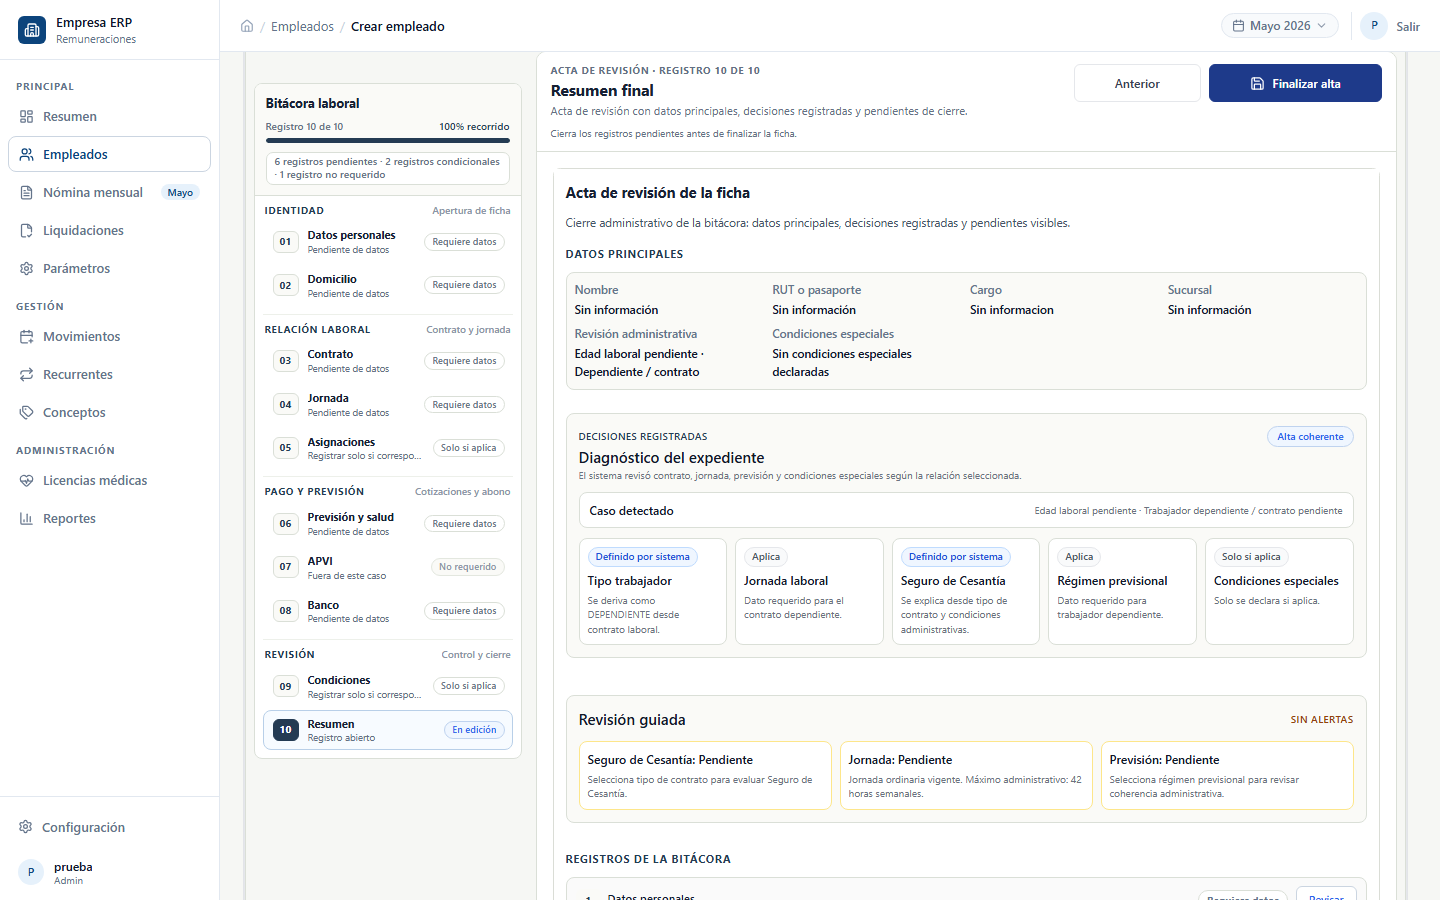 Empresa ERP
Remuneraciones
PRINCIPAL
Resumen
Empleados
Nómina mensual
Mayo
Liquidaciones
Parámetros
GESTIÓN
Movimientos
Recurrentes
Conceptos
ADMINISTRACIÓN
Licencias médicas
Reportes
Configuración
P
prueba
Admin
/ Empleados / Crear empleado
Mayo 2026
P
Salir
Bitácora laboral
Registro 10 de 10
100% recorrido
6 registros pendientes · 2 registros condicionales
· 1 registro no requerido
IDENTIDAD
Apertura de ficha
01
Datos personales
Pendiente de datos
Requiere datos
02
Domicilio
Pendiente de datos
Requiere datos
RELACIÓN LABORAL
Contrato y jornada
03
Contrato
Pendiente de datos
Requiere datos
04
Jornada
Pendiente de datos
Requiere datos
05
Asignaciones
Registrar solo si correspo...
Solo si aplica
PAGO Y PREVISIÓN
Cotizaciones y abono
06
Previsión y salud
Pendiente de datos
Requiere datos
07
APVI
Fuera de este caso
No requerido
08
Banco
Pendiente de datos
Requiere datos
REVISIÓN
Control y cierre
09
Condiciones
Registrar solo si correspo...
Solo si aplica
10
Resumen
Registro abierto
En edición
ACTA DE REVISIÓN · REGISTRO 10 DE 10
Resumen final
Acta de revisión con datos principales, decisiones registradas y pendientes de cierre.
Cierra los registros pendientes antes de finalizar la ficha.
Anterior
Finalizar alta
Acta de revisión de la ficha
Cierre administrativo de la bitácora: datos principales, decisiones registradas y pendientes visibles.
DATOS PRINCIPALES
Nombre
Sin información
RUT o pasaporte
Sin información
Cargo
Sin informacion
Sucursal
Sin información
Revisión administrativa
Edad laboral pendiente ·
Dependiente / contrato
Condiciones especiales
Sin condiciones especiales
declaradas
DECISIONES REGISTRADAS
Alta coherente
Diagnóstico del expediente
El sistema revisó contrato, jornada, previsión y condiciones especiales según la relación seleccionada.
Caso detectado
Edad laboral pendiente · Trabajador dependiente / contrato pendiente
Definido por sistema
Tipo trabajador
Se deriva como
DEPENDIENTE desde
contrato laboral.
Aplica
Jornada laboral
Dato requerido para el
contrato dependiente.
Definido por sistema
Seguro de Cesantía
Se explica desde tipo de
contrato y condiciones
administrativas.
Aplica
Régimen previsional
Dato requerido para
trabajador dependiente.
Solo si aplica
Condiciones especiales
Solo se declara si aplica.
Revisión guiada
SIN ALERTAS
Seguro de Cesantía: Pendiente
Selecciona tipo de contrato para evaluar Seguro de
Cesantía.
Jornada: Pendiente
Jornada ordinaria vigente. Máximo administrativo: 42
horas semanales.
Previsión: Pendiente
Selecciona régimen previsional para revisar
coherencia administrativa.
REGISTROS DE LA BITÁCORA
1
Datos personales
Requiere datos
Revisar